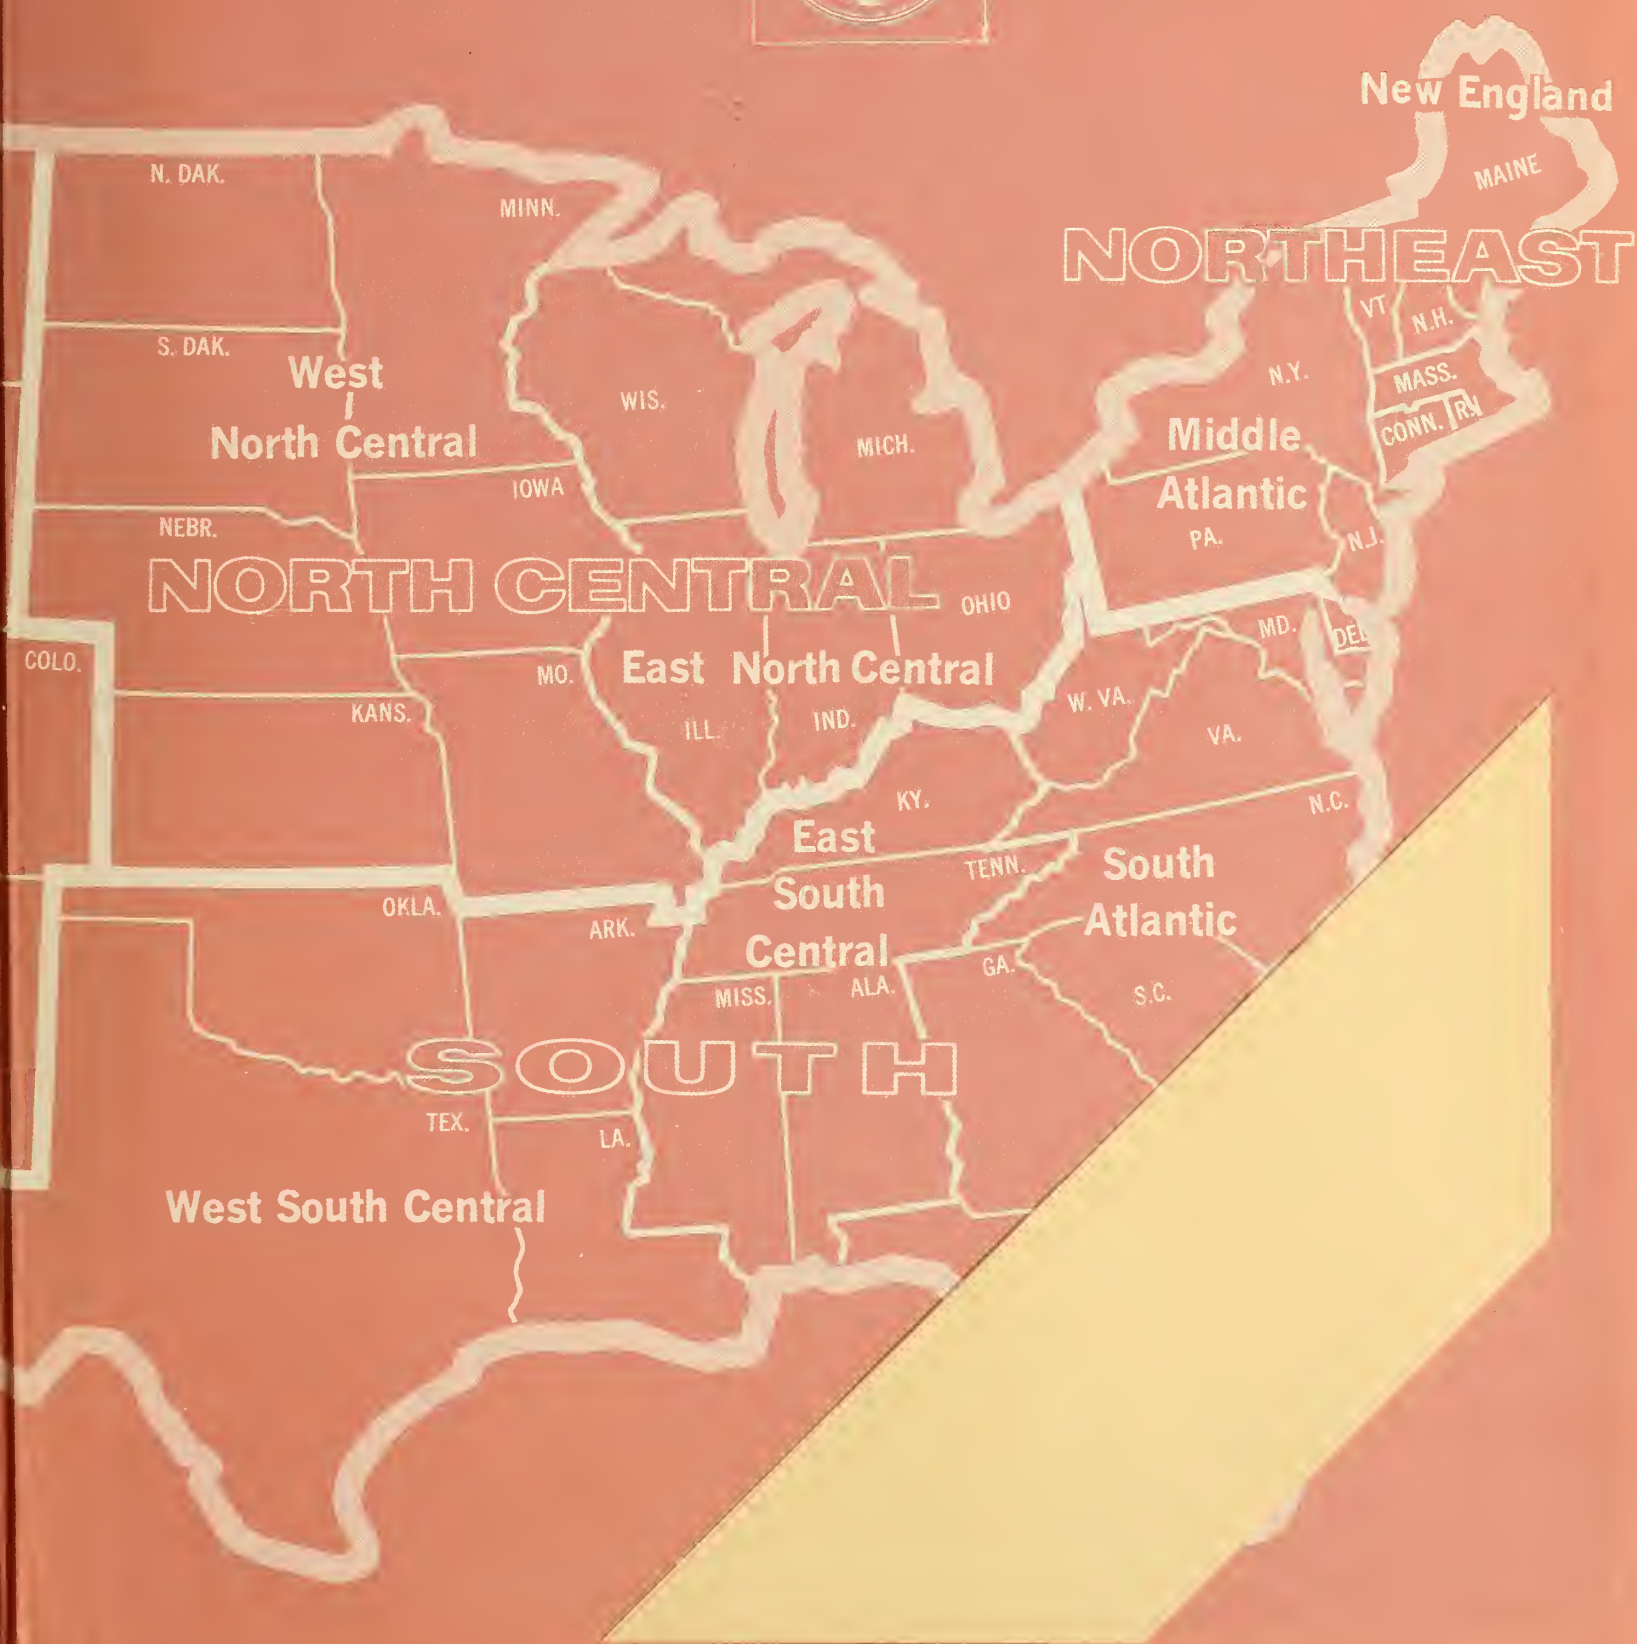 New England
MAINE
N. DAK.
MINN.
NORTHEAST
VT
N.H.
S. DAK.
West
North Central
WIS.
MICH.
N.Y.
MASS.
CONN.
R.I.
Middle
Atlantic
PA.
N.J.
IOWA
NEBR.
NORTH CENTRAL
OHIO
MD.
DEL
COLO.
MO.
East North Central
KANS.
ILL.
IND.
W. VA.
VA.
KY.
N.C.
East
South
Central
TENN.
South
Atlantic
OKLA.
ARK.
GA.
MISS.
ALA.
S.C.
SOUTH
TEX.
LA.
West South Central